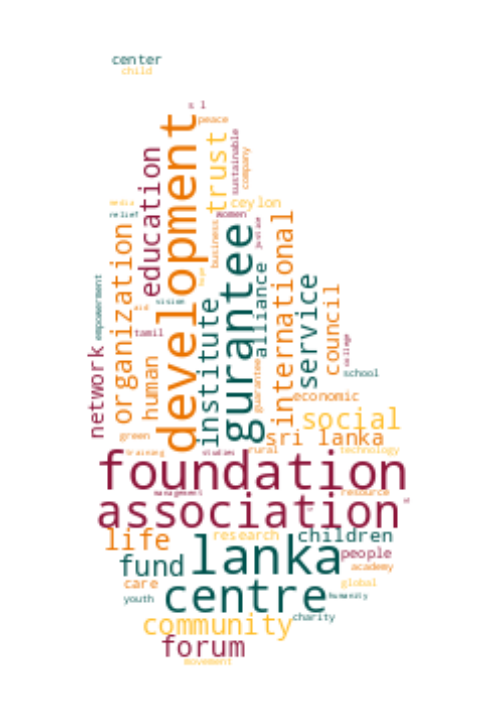 center
child
s l
peace
development
trust
sustainable
company
education
media
relief
women
ceylon
justice
business
organization
gurantee
international
alliance
hope
vision
aid
empowerment
institute
service
council
tamil
college
network
human
guarantee
school
economic
social
green
sri lanka
training
studies
rural
technology
foundation
management
resource
association
life
research
children
lanka
people
fund
academy
care
global
centre
youth
humanity
community
charity
forum
movement